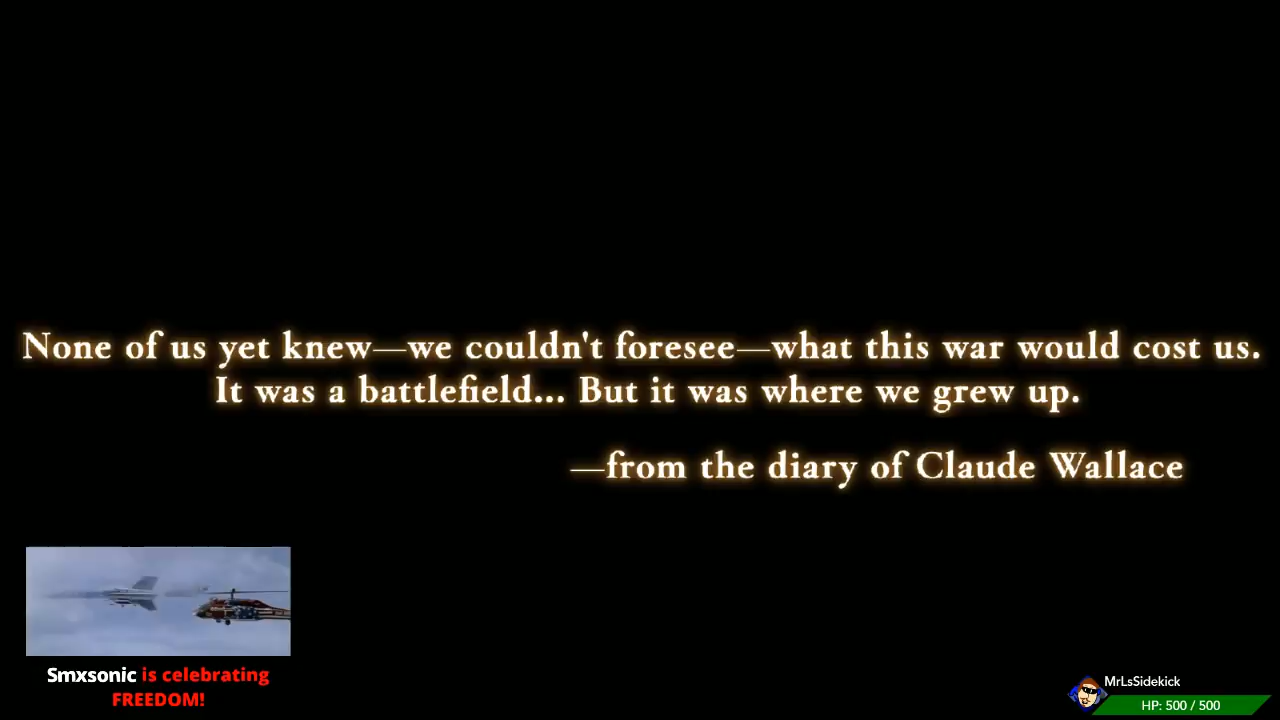 None of us yet knew—we couldn't foresee—what this war would cost us.
It was a battlefield... But it was where we grew up.
—from the diary of Claude Wallace
Smxsonic is celebrating
FREEDOM!
MrLsSidekick
HP: 500 / 500